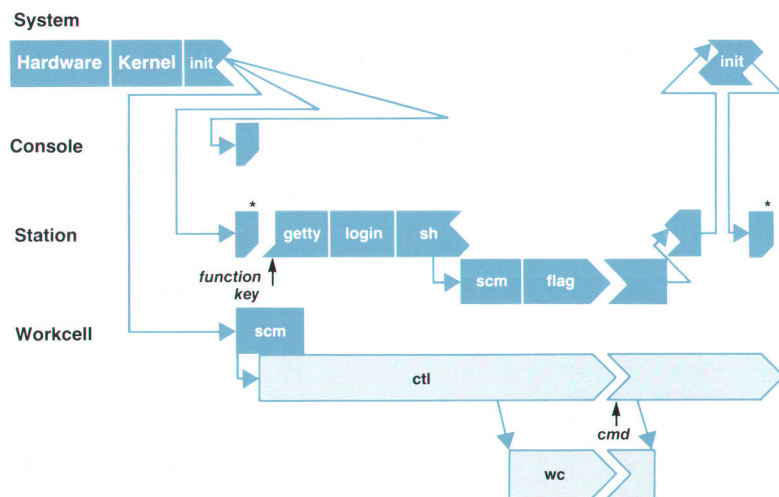 System
Hardware Kernel init init
Console
* *
Station getty login sh
function
key
scm flag
Workcell scm
ctl
cmd
wc